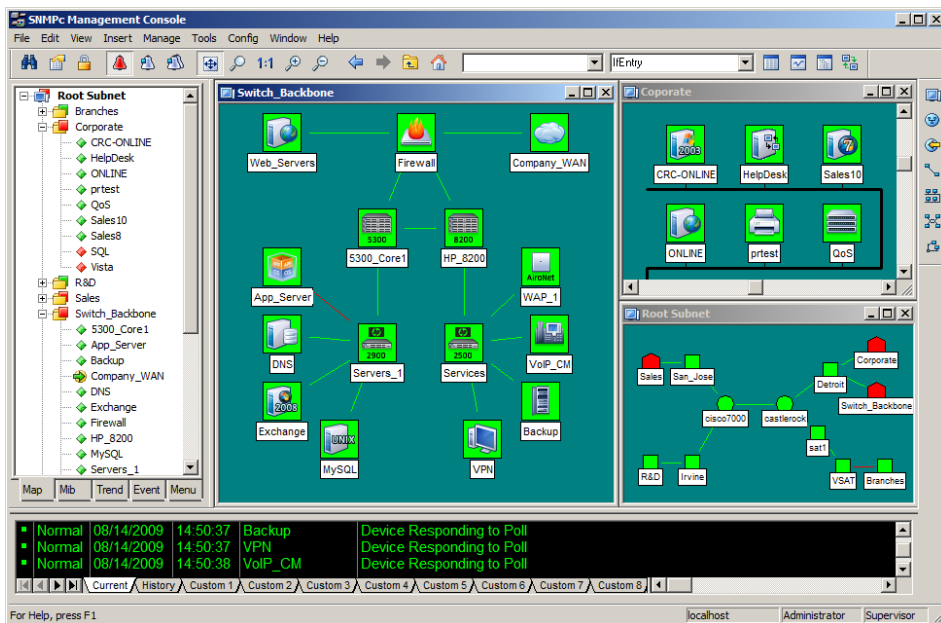 SNMPc Management Console
File Edit View Insert Manage Tools Config Window Help
1:1 IfEntry
Root Subnet
Branches
Corporate
CRC-ONLINE
HelpDesk
ONLINE
prtest
QoS
Sales10
Sales8
SQL
Vista
R&D
Sales
Switch_Backbone
5300_Core1
App_Server
Backup
Company_WAN
DNS
Exchange
Firewall
HP_8200
MySQL
Servers_1
Map Mib Trend Event Menu
Switch_Backbone
Web_Servers Firewall Company_WAN
5300 8200
5300_Core1 HP_8200
AiroNet
App_Server WAP_1
2900 2500
DNS Servers_1 Services VoIP_CM
2008
Exchange Backup
UNIX
MySQL VPN
Coporate
2003
CRC-ONLINE HelpDesk Sales10
ONLINE prtest QoS
Root Subnet
Corporate
Sales San_Jose Detroit
Switch_Backbone
cisco7000 castlerock
sat1
R&D Irvine VSAT Branches
Normal 08/14/2009 14:50:37 Backup Device Responding to Poll
Normal 08/14/2009 14:50:37 VPN Device Responding to Poll
Normal 08/14/2009 14:50:38 VoIP_CM Device Responding to Poll
Current History Custom 1 Custom 2 Custom 3 Custom 4 Custom 5 Custom 6 Custom 7 Custom 8
For Help, press F1 localhost Administrator Supervisor